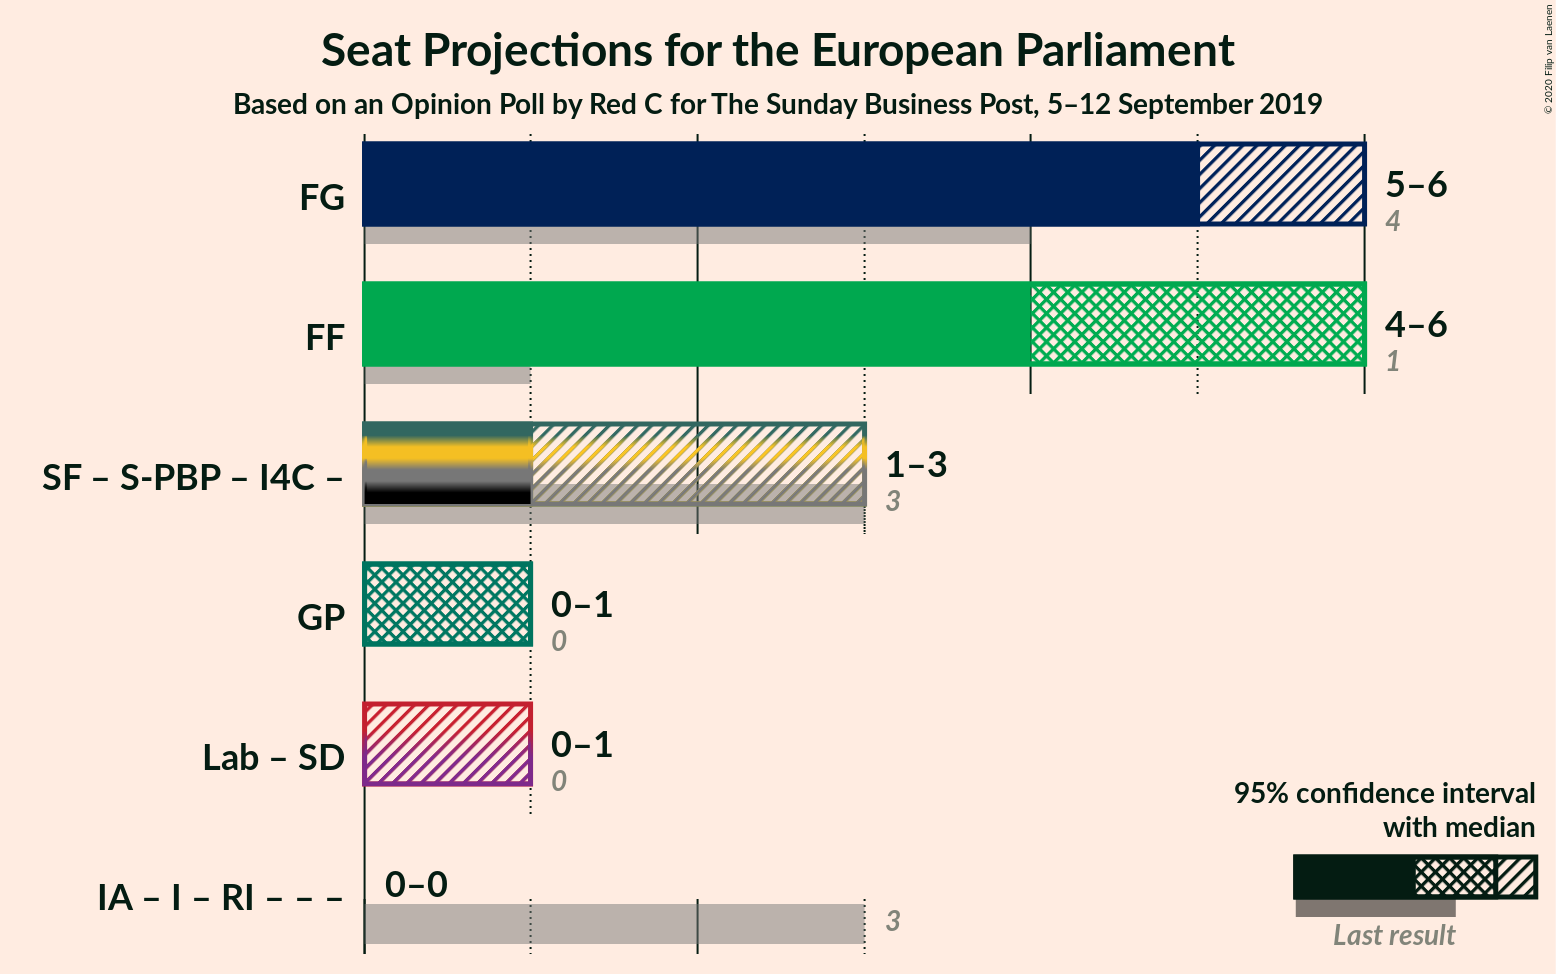 Seat Projections for the European Parliament
Based on an Opinion Poll by Red C for The Sunday Business Post, 5–12 September 2019
© 2020 Filip van Laenen
FG
5–6
4
FF
4–6
1
SF – S-PBP – I4C –
1–3
3
GP
0–1
0
Lab – SD
0–1
0
IA – I – RI – – –
0–0
3
95% confidence interval
with median
Last result